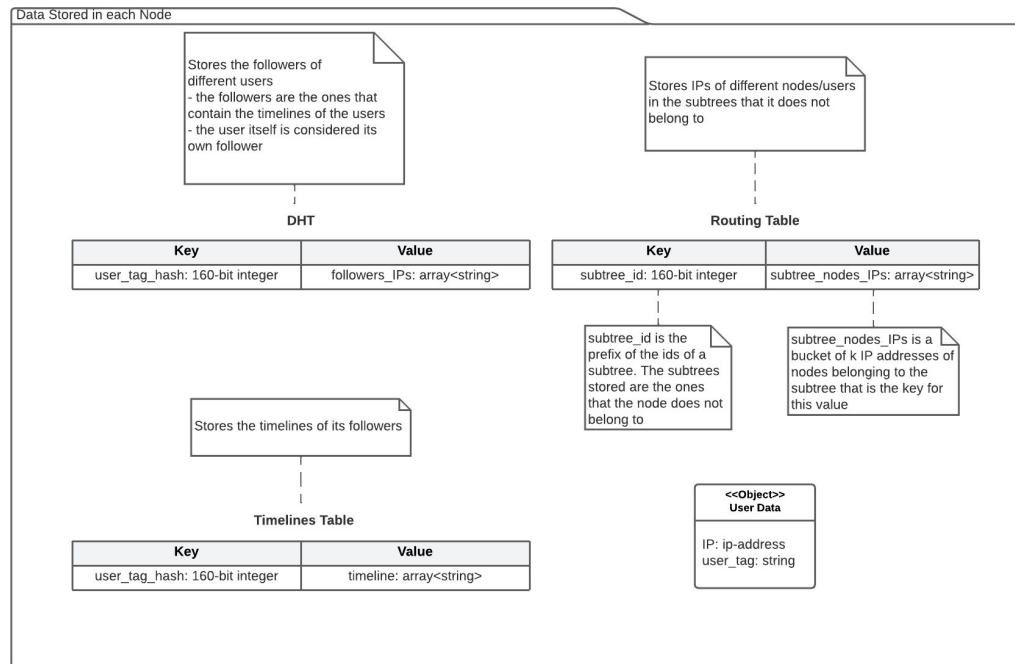 Data Stored in each Node
Stores the followers of
different users
- the followers are the ones that
contain the timelines of the users
- the user itself is considered its
own follower
Stores IPs of different nodes/users
in the subtrees that it does not
belong to
DHT
Key Value
user_tag_hash: 160-bit integer followers_IPs: array<string>
Routing Table
Key Value
subtree_id: 160-bit integer subtree_nodes_IPs: array<string>
subtree_id is the
prefix of the ids of a
subtree. The subtrees
stored are the ones
that the node does not
belong to
subtree_nodes_IPs is a
bucket of k IP addresses of
nodes belonging to the
subtree that is the key for
this value
Stores the timelines of its followers
Timelines Table
Key Value
user_tag_hash: 160-bit integer timeline: array<string>
<<Object>>
User Data
IP: ip-address
user_tag: string